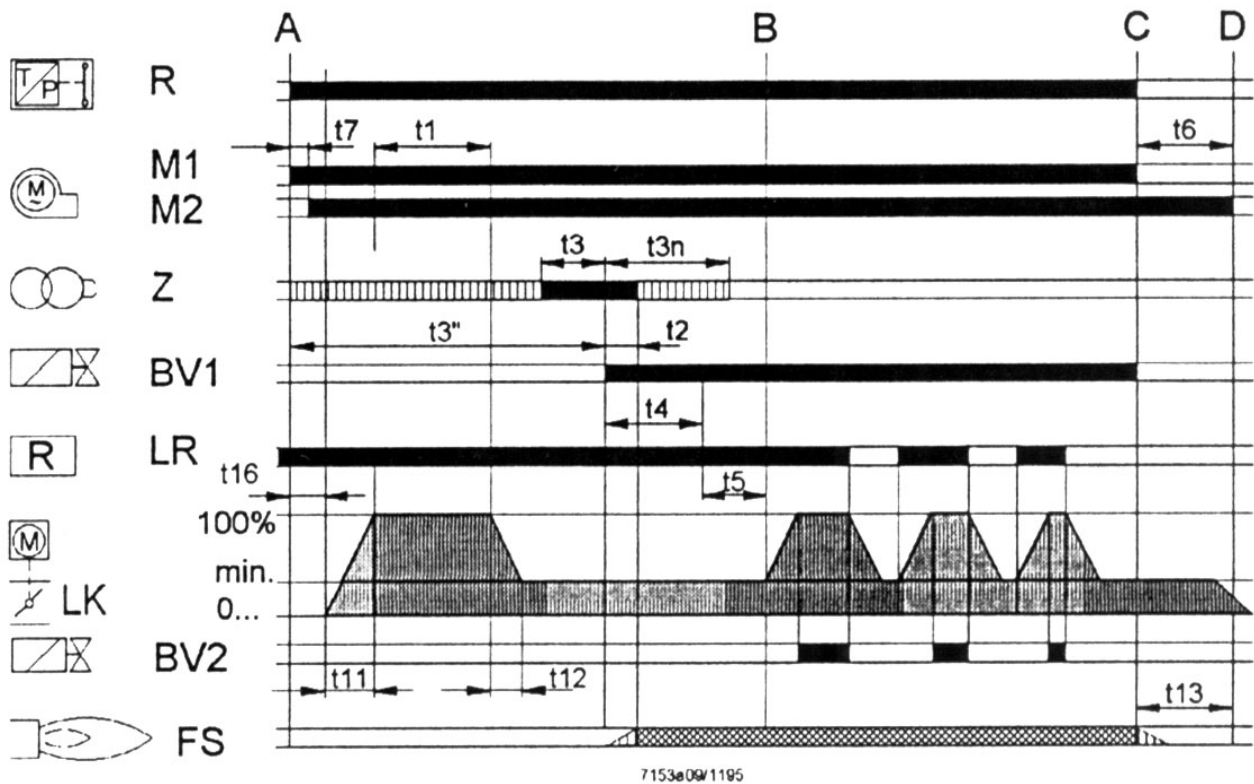 A B C D
T/P R
t7 t1 t6
M1
M M2
t3 t3n
Z
t3" t2
BV1
t4
R LR
t16 t5
100%
M
min.
LK
0...
BV2
t11 t12 t13
FS
7153a09/1195